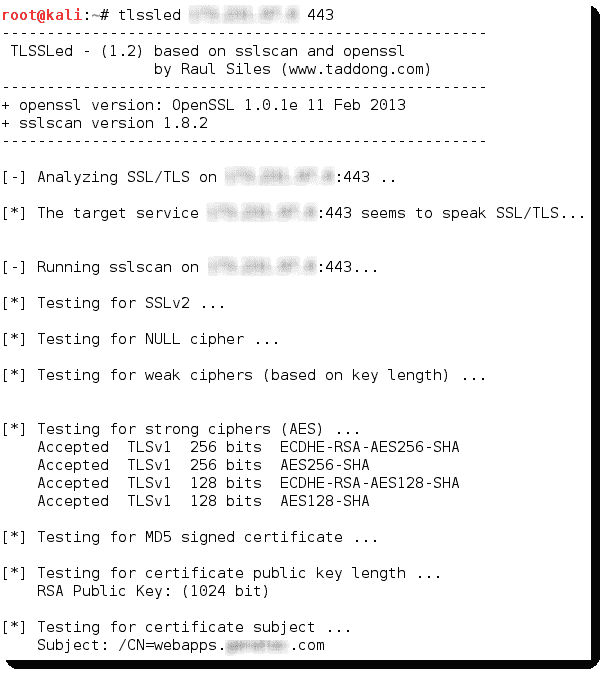 root@kali:~# tlssled 443
------------------------------------------------------
TLSSLed - (1.2) based on sslscan and openssl
by Raul Siles (www.taddong.com)
------------------------------------------------------
+ openssl version: OpenSSL 1.0.1e 11 Feb 2013
+ sslscan version 1.8.2
------------------------------------------------------
[-] Analyzing SSL/TLS on :443 ..
[*] The target service :443 seems to speak SSL/TLS...
[-] Running sslscan on :443...
[*] Testing for SSLv2 ...
[*] Testing for NULL cipher ...
[*] Testing for weak ciphers (based on key length) ...
[*] Testing for strong ciphers (AES) ...
Accepted TLSv1 256 bits ECDHE-RSA-AES256-SHA
Accepted TLSv1 256 bits AES256-SHA
Accepted TLSv1 128 bits ECDHE-RSA-AES128-SHA
Accepted TLSv1 128 bits AES128-SHA
[*] Testing for MD5 signed certificate ...
[*] Testing for certificate public key length ...
RSA Public Key: (1024 bit)
[*] Testing for certificate subject ...
Subject: /CN=webapps. .com